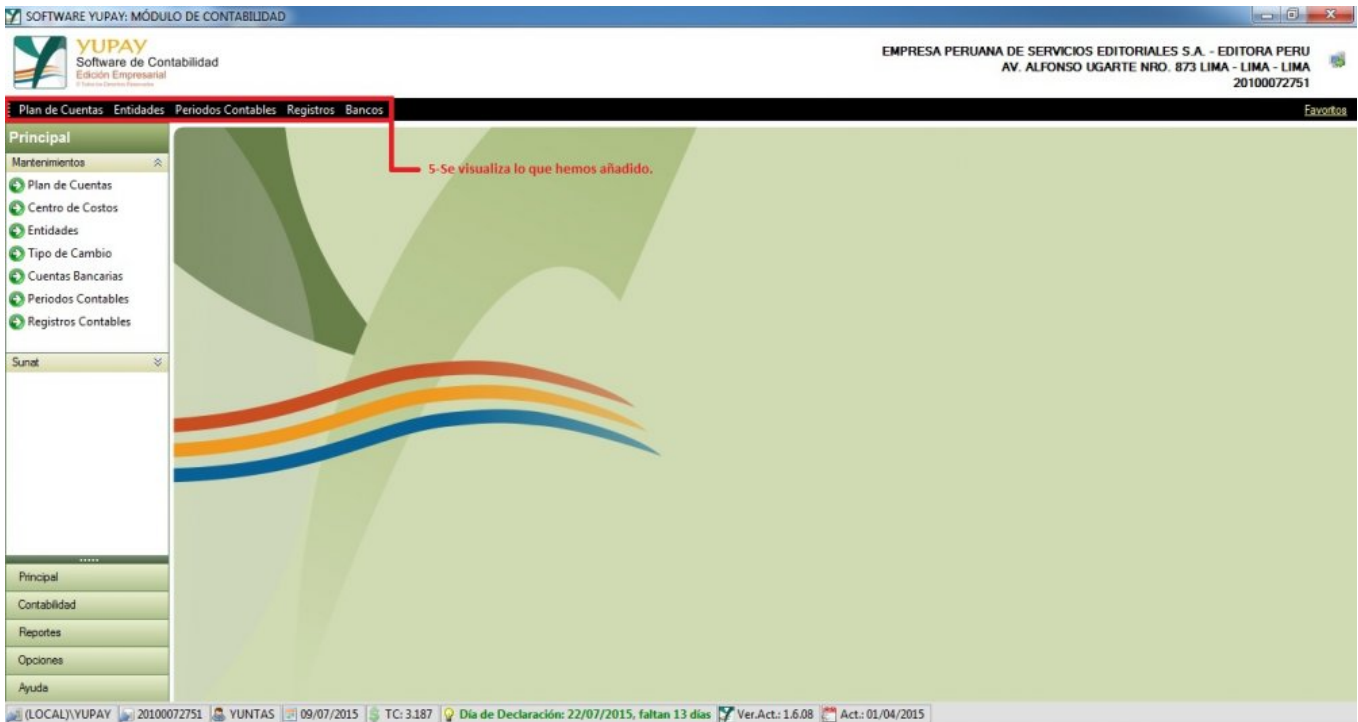 SOFTWARE YUPAY: MÓDULO DE CONTABILIDAD
YUPAY
Software de Contabilidad
Edición Empresarial
EMPRESA PERUANA DE SERVICIOS EDITORIALES S.A. - EDITORA PERU
AV. ALFONSO UGARTE NRO. 873 LIMA - LIMA - LIMA
20100072751
Plan de Cuentas Entidades Periodos Contables Registros Bancos
Favoritos
Principal
Mantenimientos
Plan de Cuentas
Centro de Costos
Entidades
Tipo de Cambio
Cuentas Bancarias
Periodos Contables
Registros Contables
Sunat
5-Se visualiza lo que hemos añadido.
Principal
Contabilidad
Reportes
Opciones
Ayuda
(LOCAL)\YUPAY 20100072751 YUNTAS 09/07/2015 TC: 3.187 Día de Declaración: 22/07/2015, faltan 13 días Ver.Act.: 1.6.08 Act.: 01/04/2015